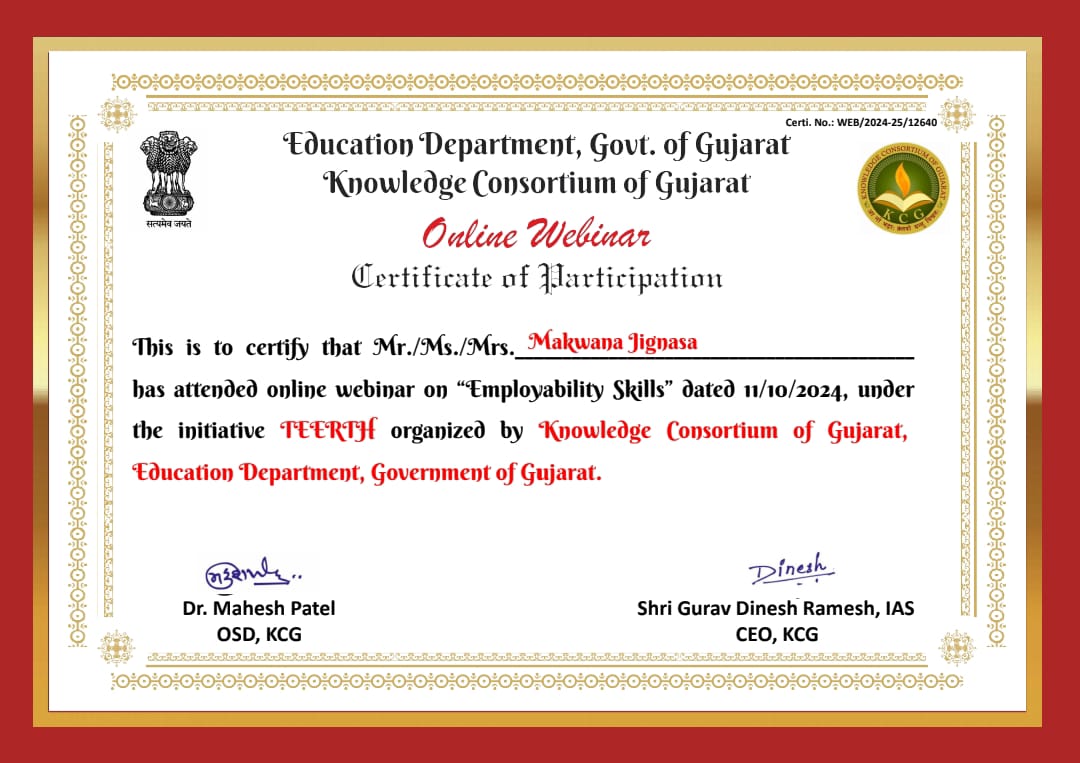 Certi. No.: WEB/2024-25/12640
Education Department, Govt. of Gujarat
Knowledge Consortium of Gujarat
सत्यमेव जयते
KNOWLEDGE CONSORTIUM OF GUJARAT
KCG
Online Webinar
Certificate of Participation
This is to certify that Mr./Ms./Mrs. Makwana Jignasa
has attended online webinar on “Employability Skills” dated 11/10/2024, under
the initiative TEERTH organized by Knowledge Consortium of Gujarat,
Education Department, Government of Gujarat.
Dinesh
Dr. Mahesh Patel
OSD, KCG
Shri Gurav Dinesh Ramesh, IAS
CEO, KCG